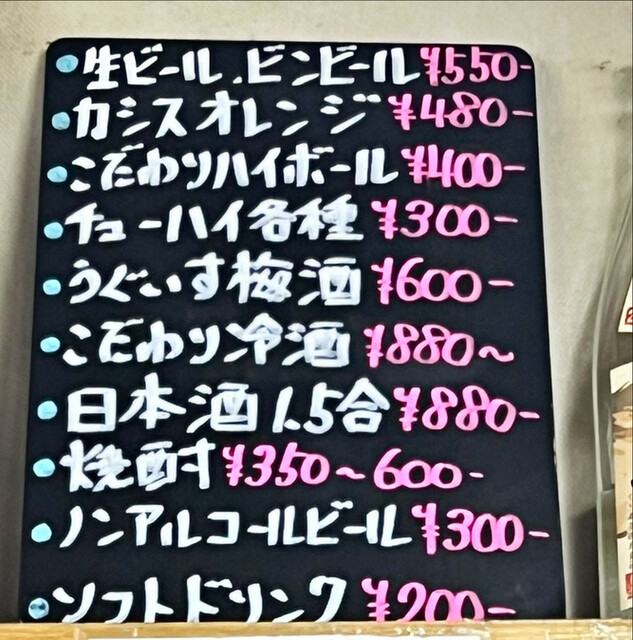 ・生ビール.ビンビール ¥550-
・カシスオレンジ ¥480-
・こだわりハイボール ¥400-
・チューハイ各種 ¥300-
・うぐいす梅酒 ¥600-
・こだわり冷酒 ¥880〜
・日本酒1.5合 ¥880-
・焼酎 ¥350〜600-
・ノンアルコールビール ¥300-
・ソフトドリンク ¥200-